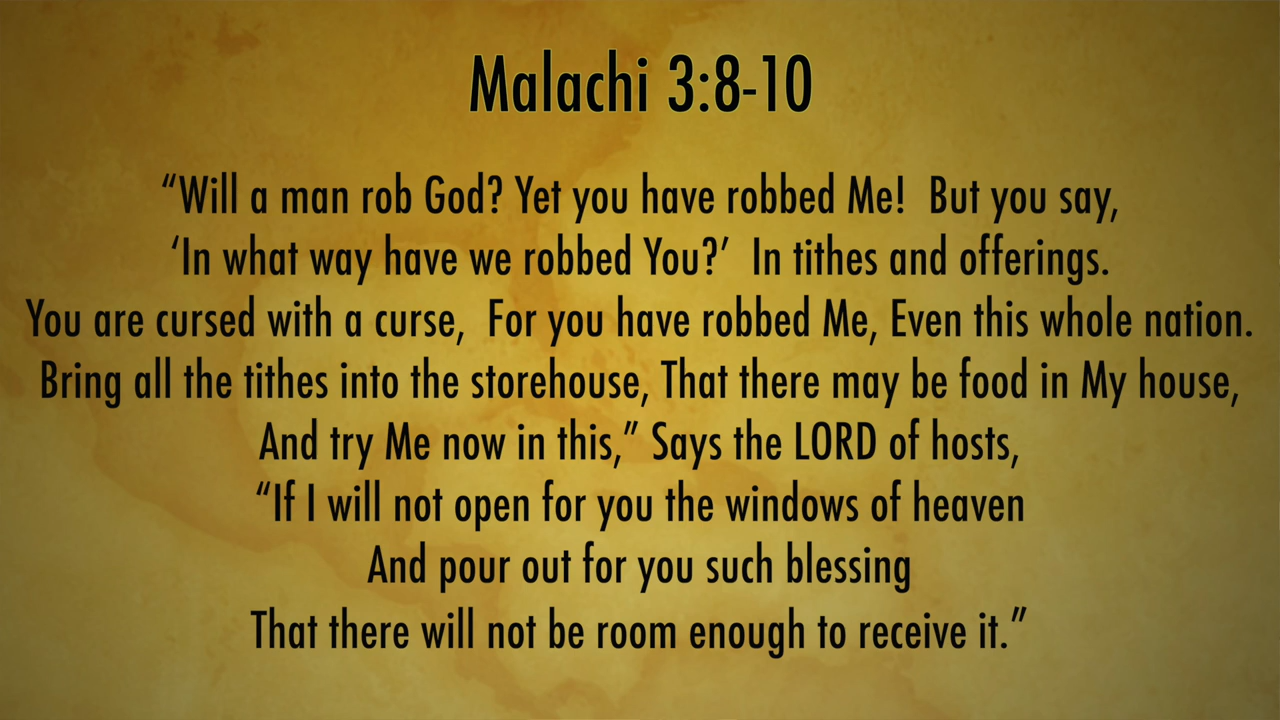 Malachi 3:8-10
“Will a man rob God? Yet you have robbed Me!  But you say,
‘In what way have we robbed You?’  In tithes and offerings.
You are cursed with a curse,  For you have robbed Me, Even this whole nation.
Bring all the tithes into the storehouse, That there may be food in My house,
And try Me now in this,” Says the LORD of hosts,
“If I will not open for you the windows of heaven
And pour out for you such blessing
That there will not be room enough to receive it.”